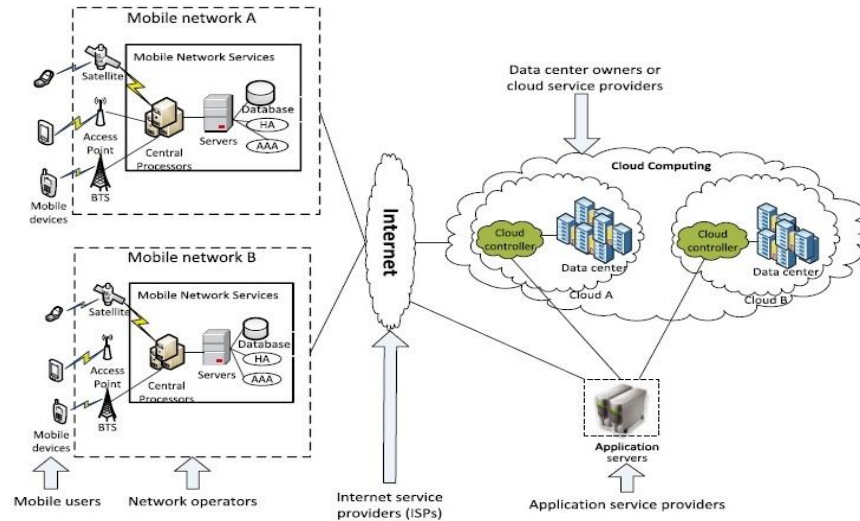 Mobile network A
Mobile Network Services
Satellite
Database
HA
AAA
Access
Point
Servers
Central
Processors
Mobile
devices
BTS
Mobile network B
Mobile Network Services
Satellite
Database
HA
AAA
Access
Point
Servers
Central
Processors
Mobile
devices
BTS
Mobile users
Network operators
Internet
Internet service
providers (ISPs)
Data center owners or
cloud service providers
Cloud Computing
Cloud
controller
Data center
Cloud A
Cloud
controller
Data center
Cloud B
Application
servers
Application service providers